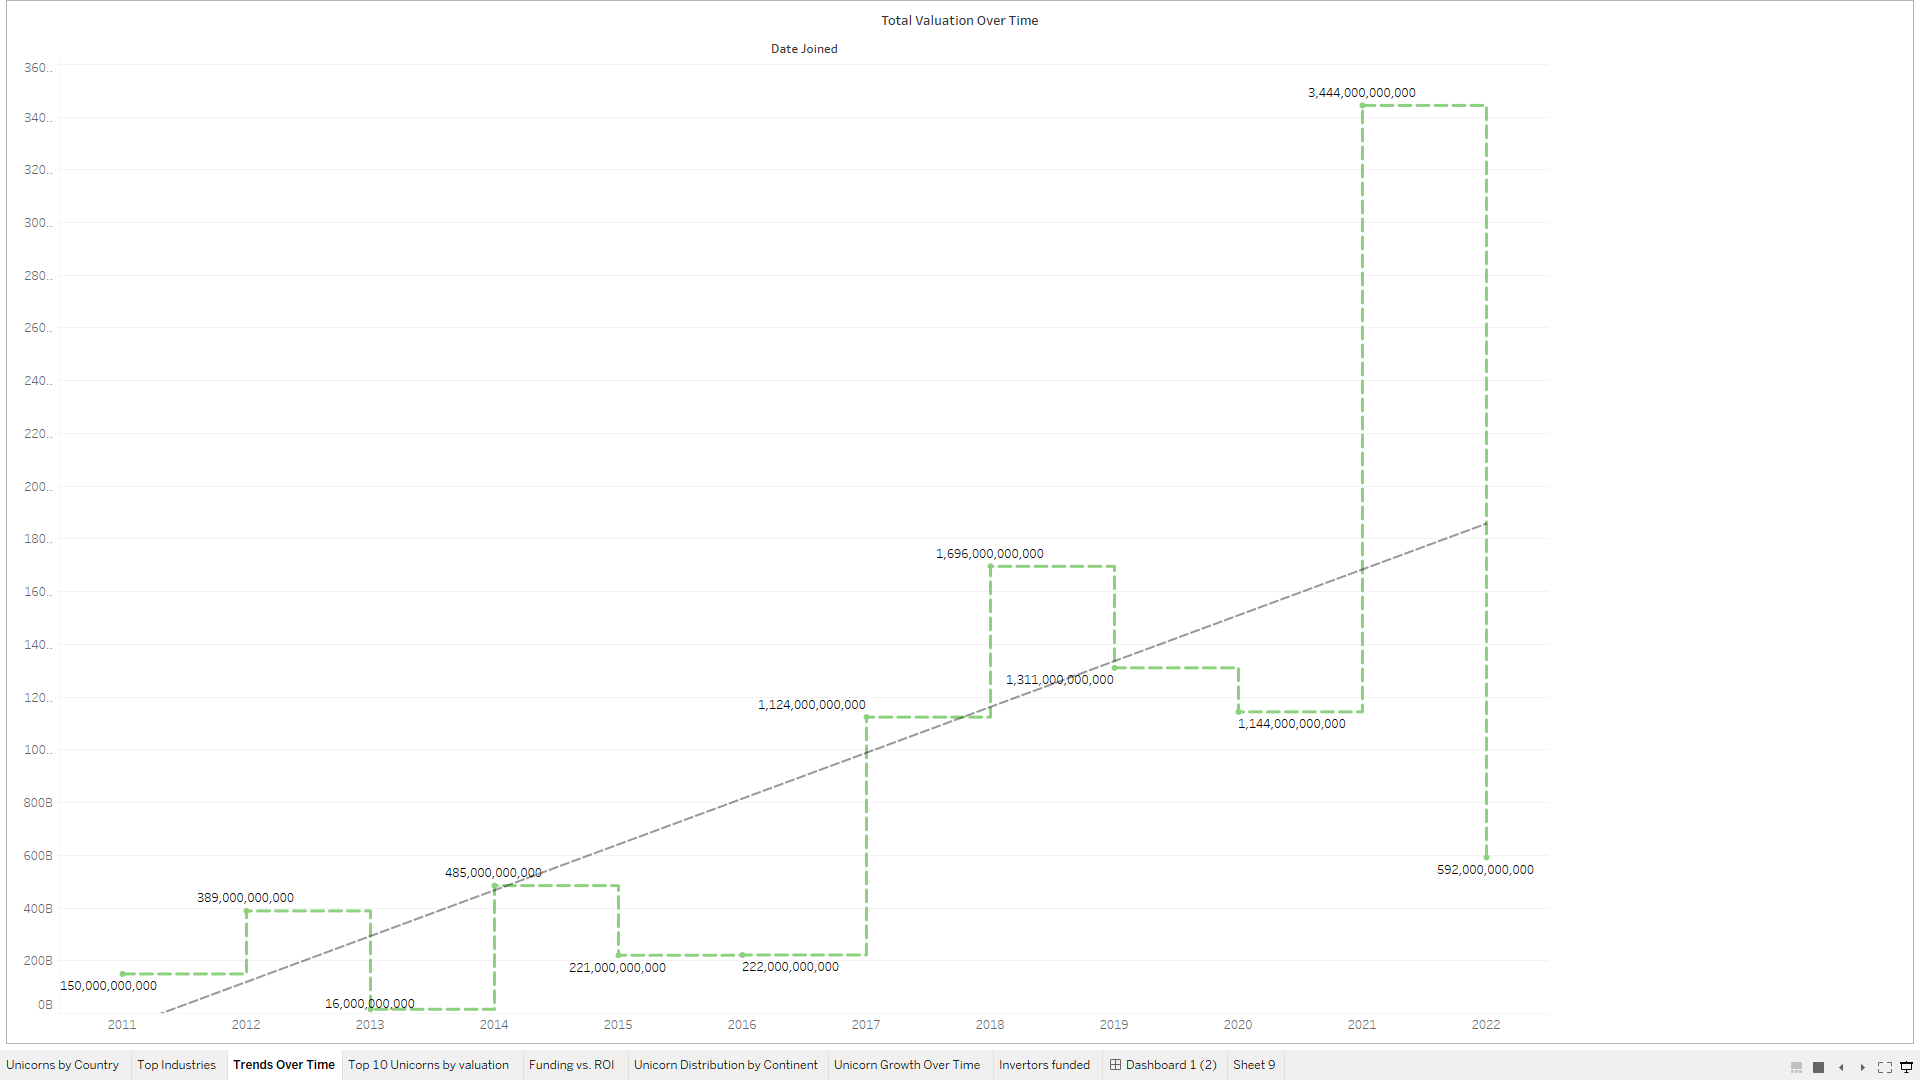 Total Valuation Over Time
Date Joined
360..
3,444,000,000,000
340..
320..
300..
280..
260..
240..
220..
200..
180..
1,696,000,000,000
160..
140..
1,311,000,000,000
120..
1,124,000,000,000
1,144,000,000,000
100..
800B
600B
592,000,000,000
485,000,000,000
400B
389,000,000,000
200B
221,000,000,000
222,000,000,000
150,000,000,000
0B
16,000,000,000
2011 2012 2013 2014 2015 2016 2017 2018 2019 2020 2021 2022
Unicorns by Country Top Industries Trends Over Time Top 10 Unicorns by valuation Funding vs. ROI Unicorn Distribution by Continent Unicorn Growth Over Time Invertors funded Dashboard 1 (2) Sheet 9